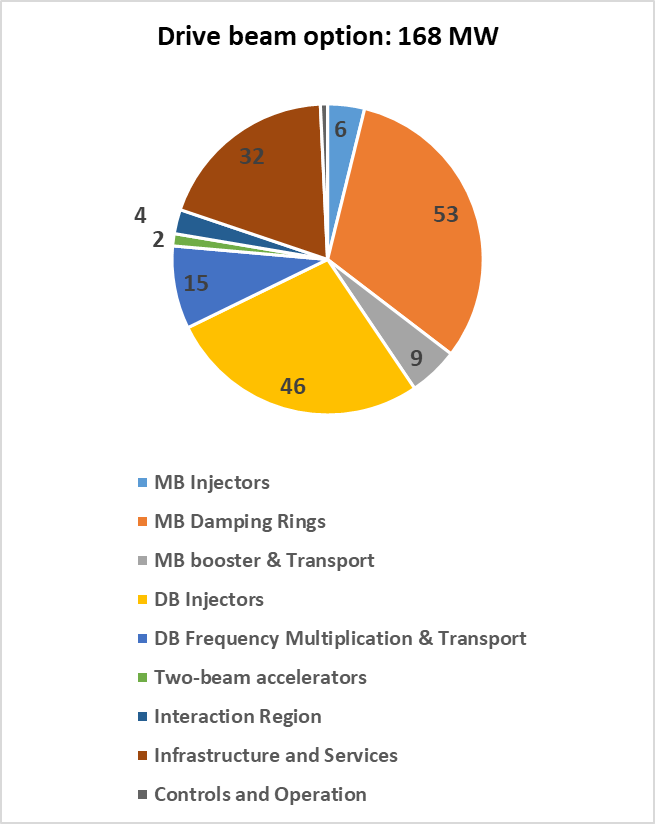 Drive beam option: 168 MW
6
53
9
46
15
2
4
32
MB Injectors
MB Damping Rings
MB booster & Transport
DB Injectors
DB Frequency Multiplication & Transport
Two-beam accelerators
Interaction Region
Infrastructure and Services
Controls and Operation